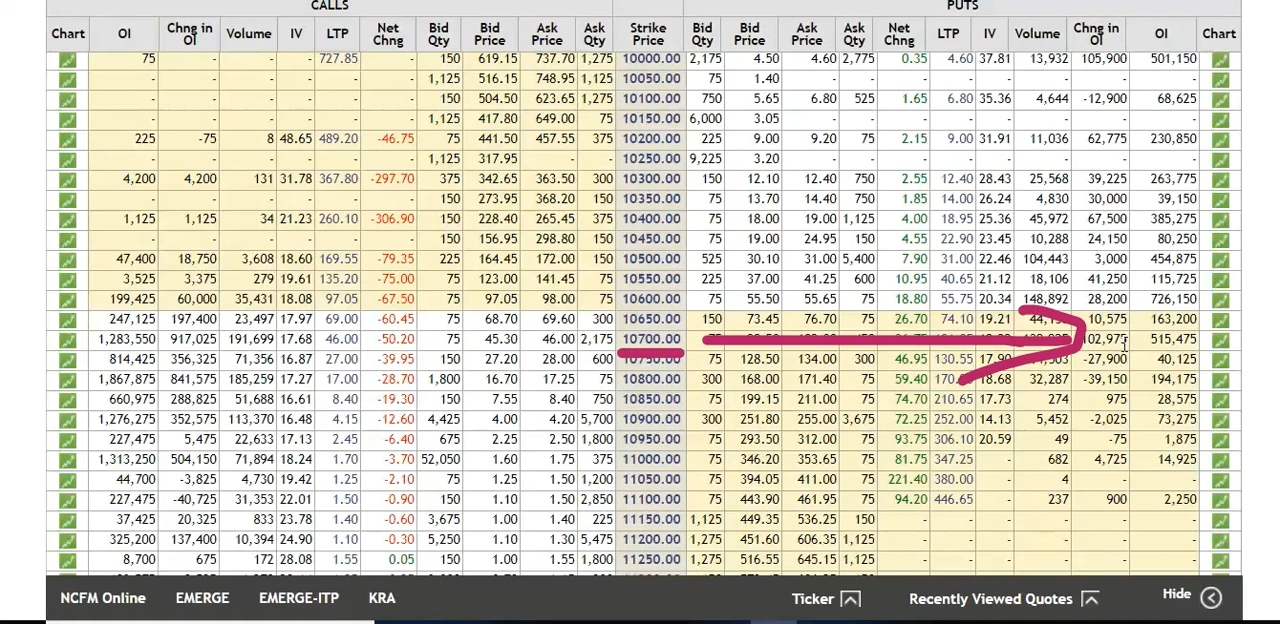 CALLS PUTS
Chart OI Chng in OI Volume IV LTP Net Chng Bid Qty Bid Price Ask Price Ask Qty Strike Price Bid Qty Bid Price Ask Price Ask Qty Net Chng LTP IV Volume Chng in OI OI Chart
75 - - - 727.85 - 150 619.15 737.70 1,275 10000.00 2,175 4.50 4.60 2,775 0.35 4.60 37.81 13,932 105,900 501,150
- - - - - - 1,125 516.15 748.95 1,125 10050.00 75 1.40 - - - - - - - -
- - - - - - 150 504.50 623.65 1,275 10100.00 750 5.65 6.80 525 1.65 6.80 35.36 4,644 -12,900 68,625
- - - - - - 1,125 417.80 649.00 75 10150.00 6,000 3.05 - - - - - - - -
225 -75 8 48.65 489.20 -46.75 75 441.50 457.55 375 10200.00 225 9.00 9.20 75 2.15 9.00 31.91 11,036 62,775 230,850
- - - - - - 1,125 317.95 - - 10250.00 9,225 3.20 - - - - - - - -
4,200 4,200 131 31.78 367.80 -297.70 375 342.65 363.50 300 10300.00 150 12.10 12.40 750 2.55 12.40 28.43 25,568 39,225 263,775
- - - - - - 150 273.95 368.20 150 10350.00 75 13.70 14.40 750 1.85 14.00 26.24 4,830 30,000 39,150
1,125 1,125 34 21.23 260.10 -306.90 150 228.40 265.45 375 10400.00 75 18.00 19.00 1,125 4.00 18.95 25.36 45,972 67,500 385,275
- - - - - - 150 156.95 298.80 150 10450.00 75 19.00 24.95 150 4.55 22.90 23.45 10,288 24,150 80,250
47,400 18,750 3,608 18.60 169.55 -79.35 225 164.45 172.00 150 10500.00 525 30.10 31.00 5,400 7.90 31.00 22.46 104,443 3,000 454,875
3,525 3,375 279 19.61 135.20 -75.00 75 123.00 141.45 75 10550.00 225 37.00 41.25 600 10.95 40.65 21.12 18,106 41,250 115,725
199,425 60,000 35,431 18.08 97.05 -67.50 75 97.05 98.00 75 10600.00 75 55.50 55.65 75 18.80 55.75 20.34 148,892 28,200 726,150
247,125 197,400 23,497 17.97 69.00 -60.45 75 68.70 69.60 300 10650.00 150 73.45 76.70 75 26.70 74.10 19.21 10,575 163,200
1,283,550 917,025 191,699 17.68 46.00 -50.20 75 45.30 46.00 2,175 10700.00 102,975 515,475
814,425 356,325 71,356 16.87 27.00 -39.95 150 27.20 28.00 600 10750.00 75 128.50 134.00 300 46.95 130.55 -27,900 40,125
1,867,875 841,575 185,259 17.27 17.00 -28.70 1,800 16.70 17.25 75 10800.00 300 168.00 171.40 75 59.40 18.68 32,287 -39,150 194,175
660,975 288,825 51,688 16.61 8.40 -19.30 150 7.55 8.40 750 10850.00 75 199.15 211.00 75 74.70 210.65 17.73 274 975 28,575
1,276,275 352,575 113,370 16.48 4.15 -12.60 4,425 4.00 4.20 5,700 10900.00 300 251.80 255.00 3,675 72.25 252.00 14.13 5,452 -2,025 73,275
227,475 5,475 22,633 17.13 2.45 -6.40 675 2.25 2.50 1,800 10950.00 75 293.50 312.00 75 93.75 306.10 20.59 49 -75 1,875
1,313,250 504,150 71,894 18.24 1.70 -3.70 52,050 1.60 1.75 375 11000.00 75 346.20 353.65 75 81.75 347.25 - 682 4,725 14,925
44,700 -3,825 4,730 19.42 1.25 -2.10 75 1.25 1.50 1,200 11050.00 75 394.05 411.00 75 221.40 380.00 - 4 - -
227,475 -40,725 31,353 22.01 1.50 -0.90 150 1.10 1.50 2,850 11100.00 75 443.90 461.95 75 94.20 446.65 - 237 900 2,250
37,425 20,325 833 23.78 1.40 -0.60 3,675 1.00 1.40 225 11150.00 1,125 449.35 536.25 150 - - - - - -
325,200 137,400 10,394 24.90 1.10 -0.30 5,250 1.10 1.30 5,475 11200.00 1,275 451.60 606.35 1,125 - - - - - -
8,700 675 172 28.08 1.55 0.05 150 1.00 1.55 1,800 11250.00 1,275 516.55 645.15 1,125 - - - - - -
NCFM Online EMERGE EMERGE-ITP KRA Ticker Recently Viewed Quotes Hide